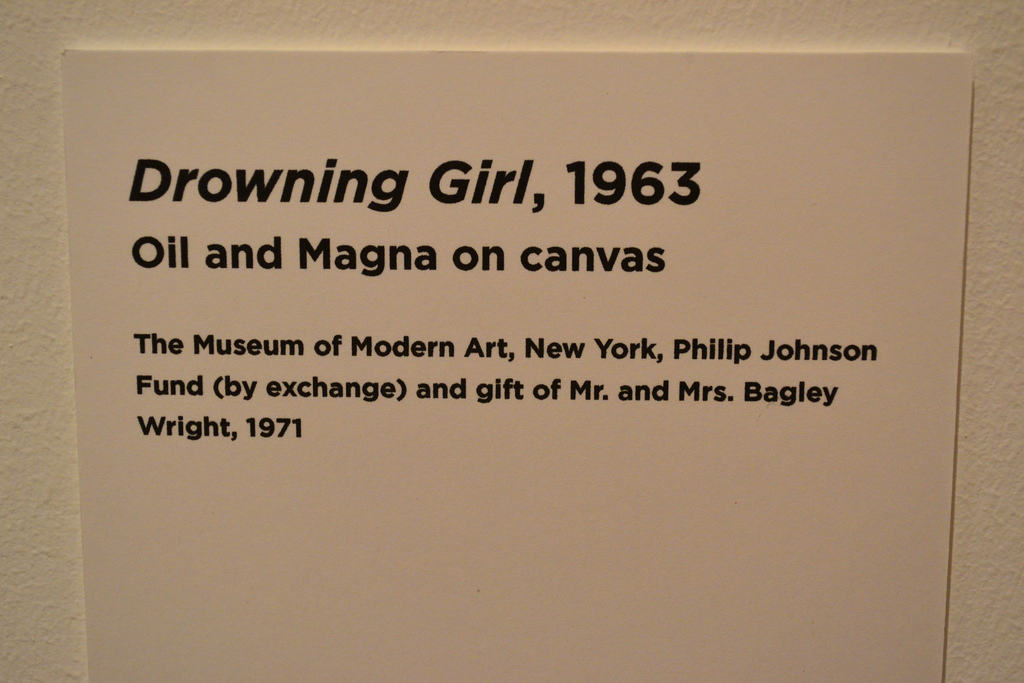 Drowning Girl, 1963
Oil and Magna on canvas
The Museum of Modern Art, New York, Philip Johnson
Fund (by exchange) and gift of Mr. and Mrs. Bagley
Wright, 1971